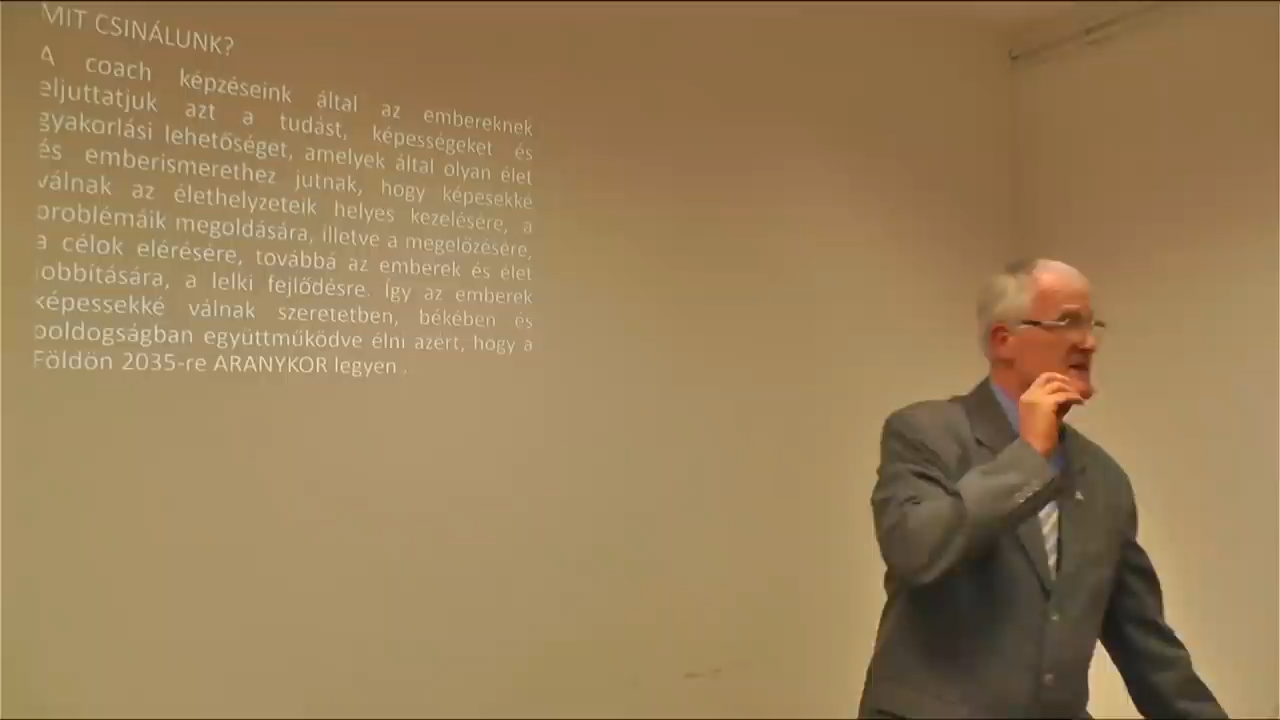 MIT CSINÁLUNK?
A coach képzéseink által az embereknek
eljuttatjuk azt a tudást, képességeket és
gyakorlási lehetőséget, amelyek által olyan élet
és emberismerethez jutnak, hogy képesekké
válnak az élethelyzeteik helyes kezelésére, a
problémáik megoldására, illetve a megelőzésére,
a célok elérésére, továbbá az emberek és élet
jobbítására, a lelki fejlődésre. Így az emberek
képessekké válnak szeretetben, békében és
boldogságban együttműködve élni azért, hogy a
Földön 2035-re ARANYKOR legyen .